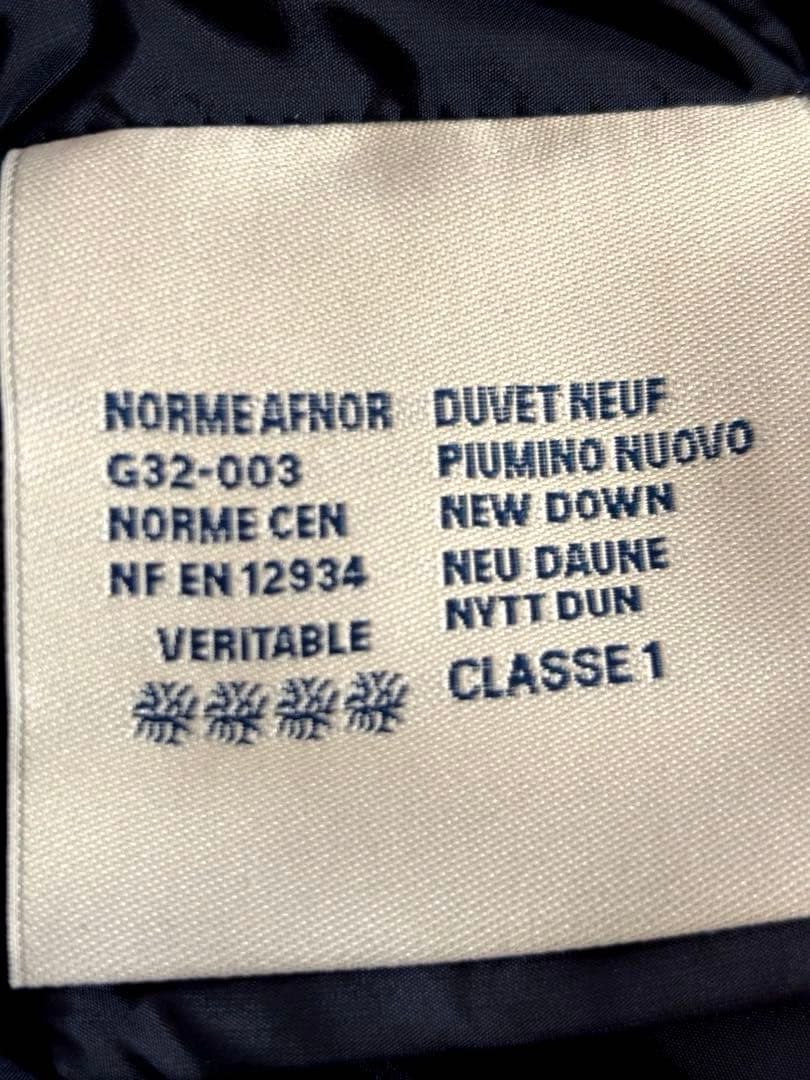 NORME AFNOR
G32-003
NORME CEN
NF EN 12934
VERITABLE
DUVET NEUF
PIUMINO NUOVO
NEW DOWN
NEU DAUNE
NYTT DUN
CLASSE 1